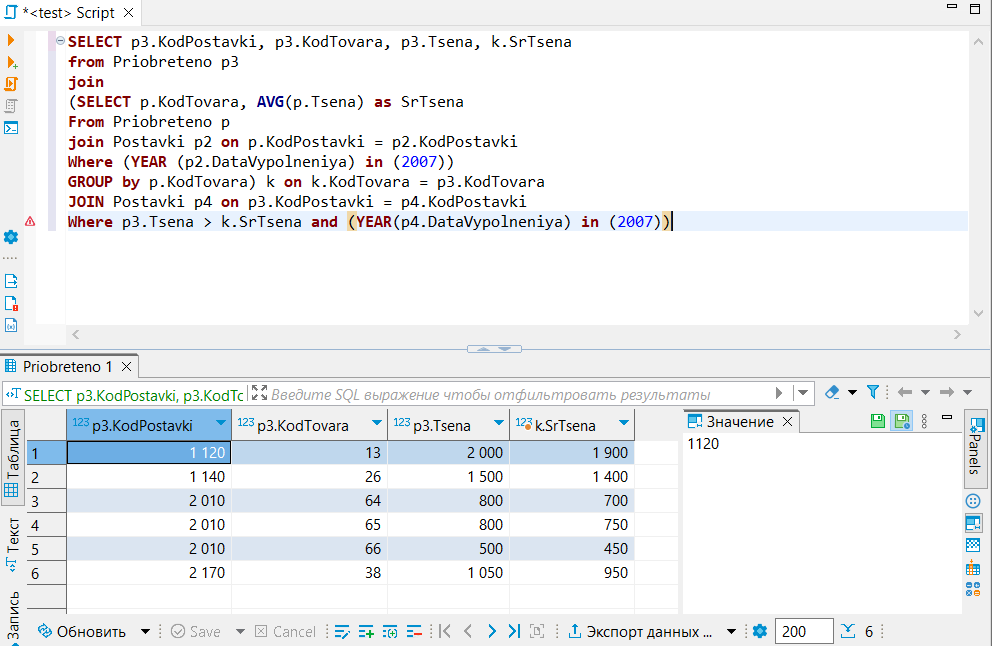 *<test> Script
SELECT p3.KodPostavki, p3.KodTovara, p3.Tsena, k.SrTsena
from Priobreteno p3
join
(SELECT p.KodTovara, AVG(p.Tsena) as SrTsena
From Priobreteno p
join Postavki p2 on p.KodPostavki = p2.KodPostavki
Where (YEAR (p2.DataVypolneniya) in (2007))
GROUP by p.KodTovara) k on k.KodTovara = p3.KodTovara
JOIN Postavki p4 on p3.KodPostavki = p4.KodPostavki
Where p3.Tsena > k.SrTsena and (YEAR(p4.DataVypolneniya) in (2007))
Priobreteno 1
SELECT p3.KodPostavki, p3.KodTo Введите SQL выражение чтобы отфильтровать результаты
Таблица
Текст
Запись
123 p3.KodPostavki 123 p3.KodTovara 123 p3.Tsena 123 k.SrTsena
1 1 120 13 2 000 1 900
2 1 140 26 1 500 1 400
3 2 010 64 800 700
4 2 010 65 800 750
5 2 010 66 500 450
6 2 170 38 1 050 950
Значение
1120
Panels
Обновить Save Cancel Экспорт данных ... 200 6